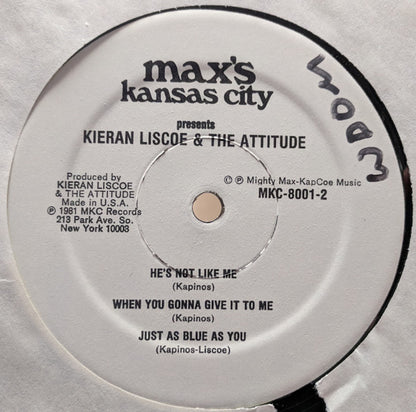 max's
kansas city
presents
KIERAN LISCOE & THE ATTITUDE
Produced by
KIERAN LISCOE
& THE ATTITUDE
Made in U.S.A.
℗ 1981 MKC Records
213 Park Ave. So.
New York 10003
© ℗ Mighty Max-KapCoe Music
MKC-8001-2
HE'S NOT LIKE ME
(Kapinos)
WHEN YOU GONNA GIVE IT TO ME
(Kapinos)
JUST AS BLUE AS YOU
(Kapinos-Liscoe)